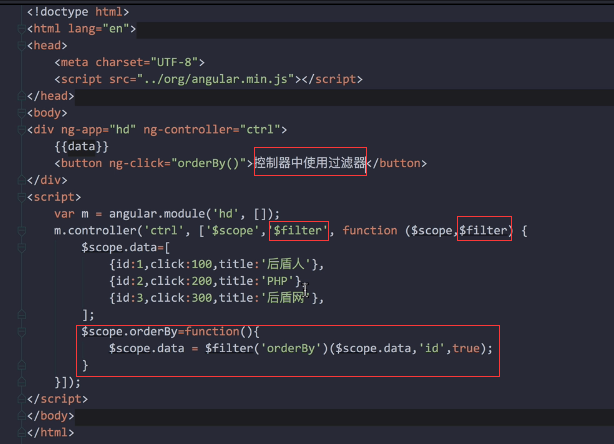 <!doctype html>
<html lang="en">
<head>
    <meta charset="UTF-8">
    <script src="../org/angular.min.js"></script>
</head>
<body>
<div ng-app="hd" ng-controller="ctrl">
    {{data}}
    <button ng-click="orderBy()">控制器中使用过滤器</button>
</div>
<script>
    var m = angular.module('hd', []);
    m.controller('ctrl', ['$scope','$filter', function ($scope,$filter) {
        $scope.data=[
            {id:1,click:100,title:'后盾人'},
            {id:2,click:200,title:'PHP'},
            {id:3,click:300,title:'后盾网'},
        ];
        $scope.orderBy=function(){
            $scope.data = $filter('orderBy')($scope.data,'id',true);
        }
    }]);
</script>
</body>
</html>